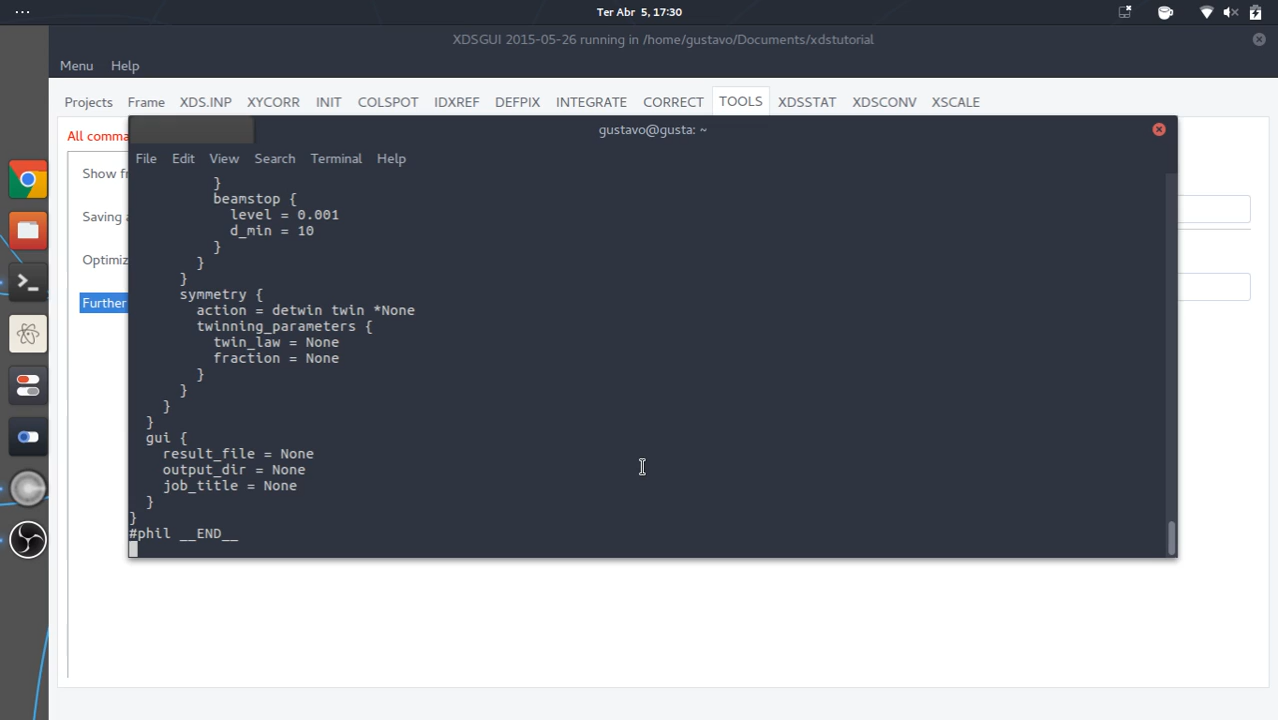 Ter Abr 5, 17:30
XDSGUI 2015-05-26 running in /home/gustavo/Documents/xdstutorial
Menu Help
Projects Frame XDS.INP XYCORR INIT COLSPOT IDXREF DEFPIX INTEGRATE CORRECT TOOLS XDSSTAT XDSCONV XSCALE
All comma
gustavo@gusta: ~
File Edit View Search Terminal Help
Show fr
Saving a
Optimiz
Further
}
beamstop {
level = 0.001
d_min = 10
}
}
}
symmetry {
action = detwin twin *None
twinning_parameters {
twin_law = None
fraction = None
}
}
}
}
gui {
result_file = None
output_dir = None
job_title = None
}
}
#phil __END__